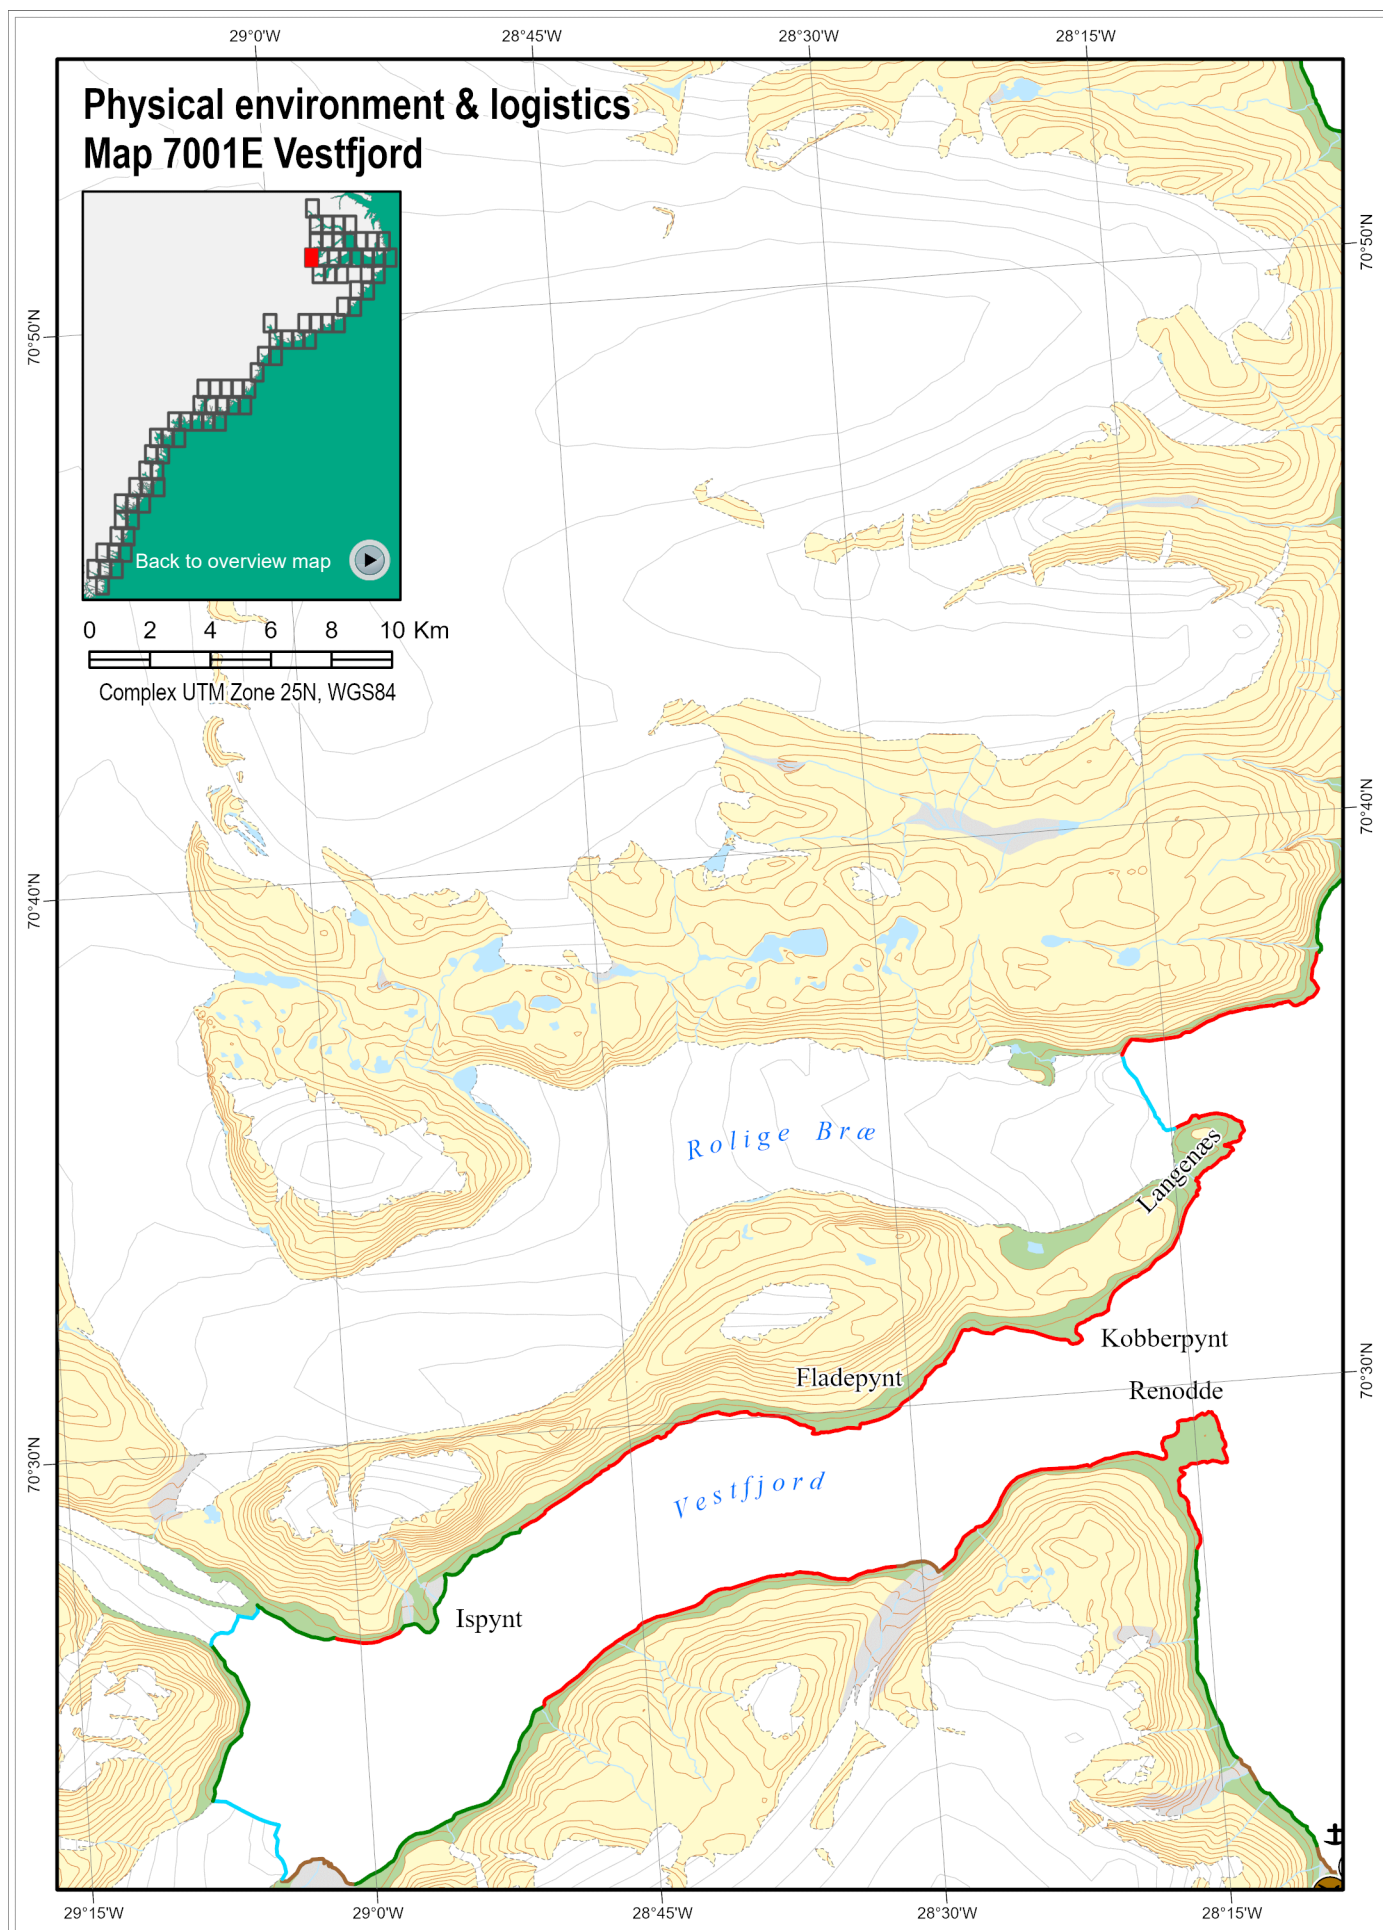 29°0'W 28°45'W 28°30'W 28°15'W
Physical environment & logistics
Map 7001E Vestfjord
70°50'N
70°50'N
Back to overview map
0 2 4 6 8 10 Km
Complex UTM Zone 25N, WGS84
70°40'N
70°40'N
Rolige Bræ
Langenæs
Kobberpynt
Fladepynt
Renodde
70°30'N
70°30'N
Vestfjord
Ispynt
29°15'W 29°0'W 28°45'W 28°30'W 28°15'W